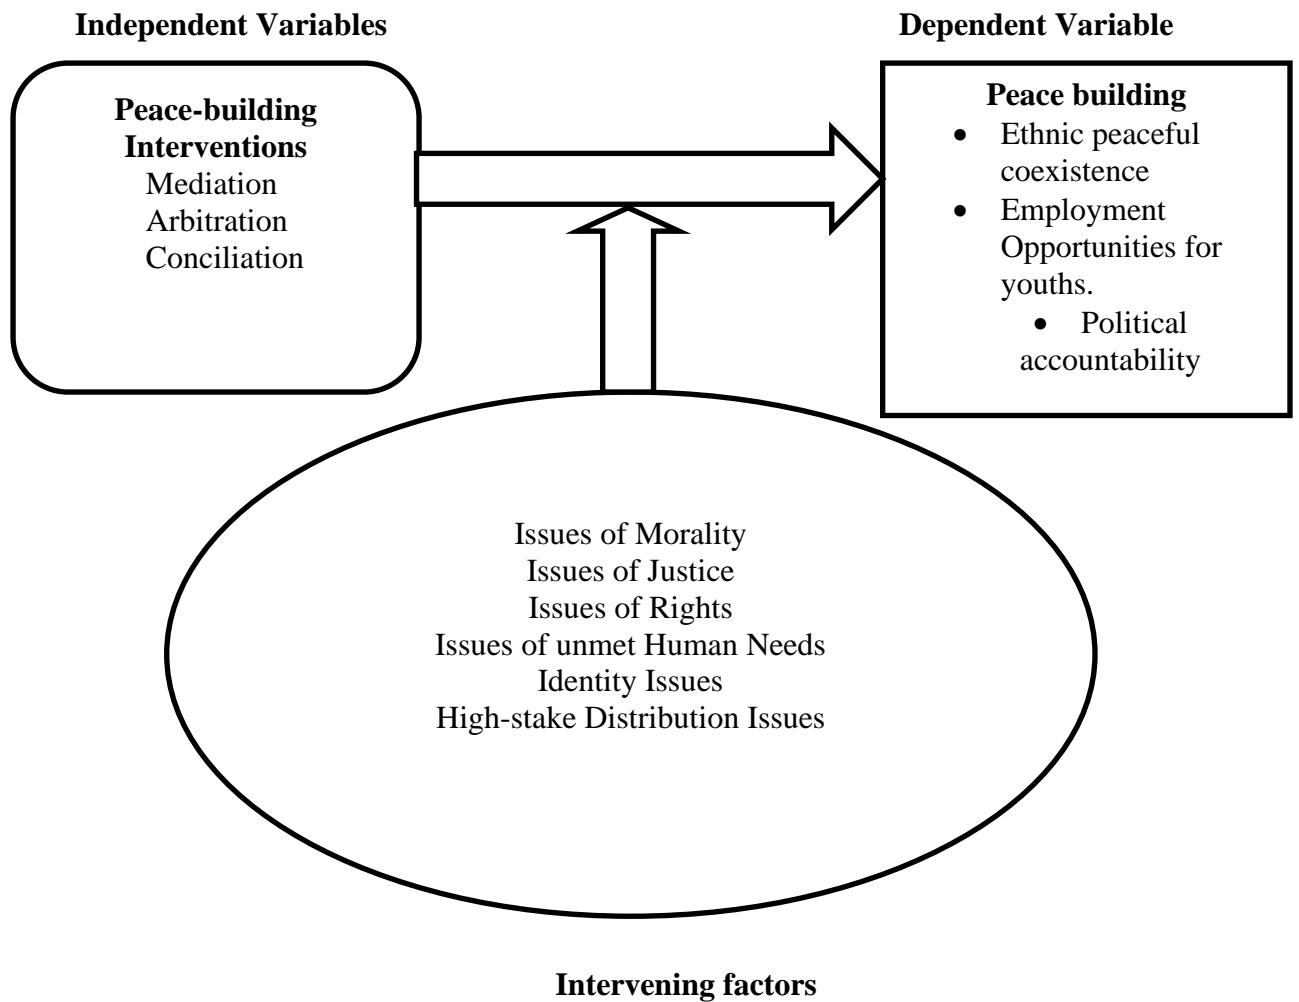 Independent Variables
Dependent Variable
Peace-building
Interventions
Mediation
Arbitration
Conciliation
Peace building
• Ethnic peaceful
coexistence
• Employment
Opportunities for
youths.
• Political
accountability
Issues of Morality
Issues of Justice
Issues of Rights
Issues of unmet Human Needs
Identity Issues
High-stake Distribution Issues
Intervening factors